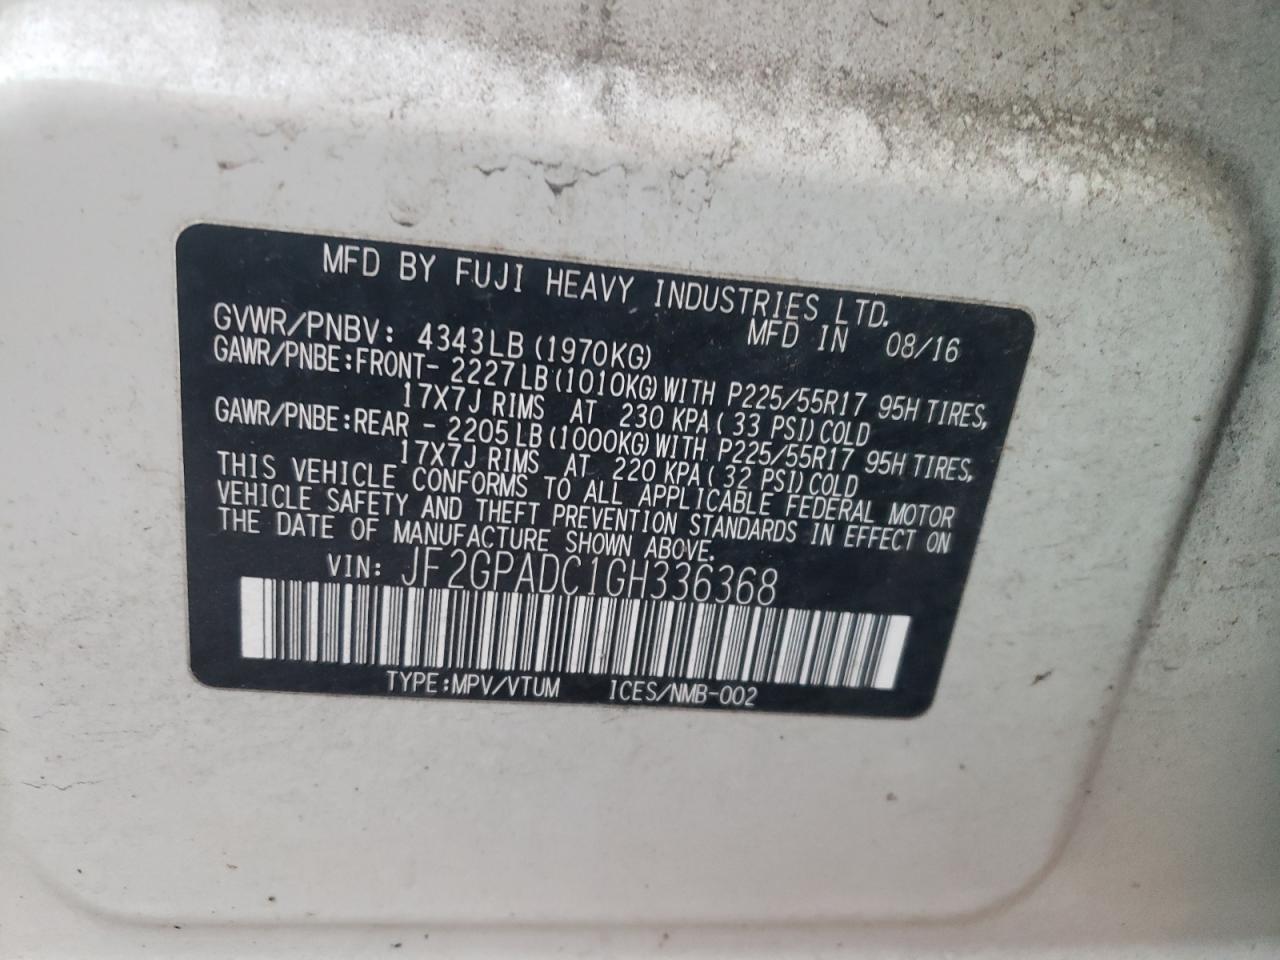 MFD BY FUJI HEAVY INDUSTRIES LTD.
MFD IN 08/16
GVWR/PNBV: 4343LB (1970KG)
GAWR/PNBE:FRONT- 2227LB(1010KG)WITH P225/55R17 95H TIRES,
17X7J RIMS AT 230 KPA( 33 PSI)COLD
GAWR/PNBE:REAR - 2205LB(1000KG)WITH P225/55R17 95H TIRES,
17X7J RIMS AT 220 KPA( 32 PSI)COLD
THIS VEHICLE CONFORMS TO ALL APPLICABLE FEDERAL MOTOR
VEHICLE SAFETY AND THEFT PREVENTION STANDARDS IN EFFECT ON
THE DATE OF MANUFACTURE SHOWN ABOVE.
VIN: JF2GPADC1GH336368
TYPE:MPV/VTUM ICES/NMB-002